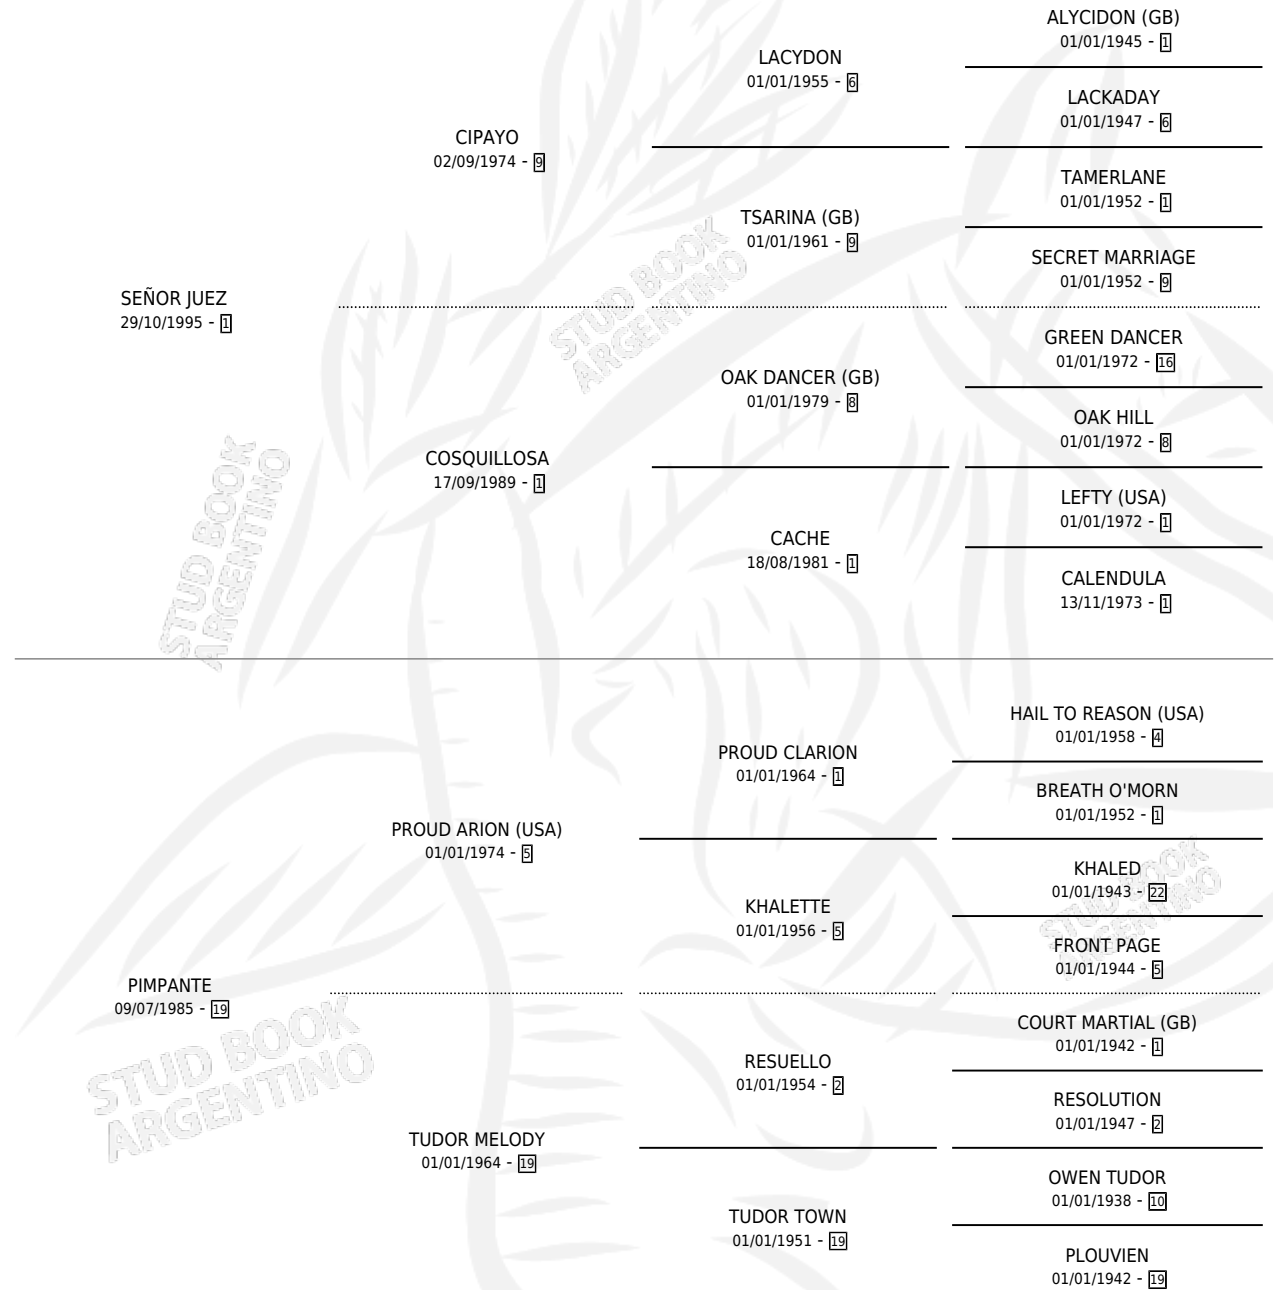 SEÑOR JUEZ
29/10/1995 - 1
CIPAYO
02/09/1974 - 9
LACYDON
01/01/1955 - 6
ALYCIDON (GB)
01/01/1945 - 1
LACKADAY
01/01/1947 - 6
TSARINA (GB)
01/01/1961 - 9
TAMERLANE
01/01/1952 - 1
SECRET MARRIAGE
01/01/1952 - 9
COSQUILLOSA
17/09/1989 - 1
OAK DANCER (GB)
01/01/1979 - 8
GREEN DANCER
01/01/1972 - 16
OAK HILL
01/01/1972 - 8
CACHE
18/08/1981 - 1
LEFTY (USA)
01/01/1972 - 1
CALENDULA
13/11/1973 - 1
PIMPANTE
09/07/1985 - 19
PROUD ARION (USA)
01/01/1974 - 5
PROUD CLARION
01/01/1964 - 1
HAIL TO REASON (USA)
01/01/1958 - 4
BREATH O'MORN
01/01/1952 - 1
KHALETTE
01/01/1956 - 5
KHALED
01/01/1943 - 22
FRONT PAGE
01/01/1944 - 5
TUDOR MELODY
01/01/1964 - 19
RESUELLO
01/01/1954 - 2
COURT MARTIAL (GB)
01/01/1942 - 1
RESOLUTION
01/01/1947 - 2
TUDOR TOWN
01/01/1951 - 19
OWEN TUDOR
01/01/1938 - 10
PLOUVIEN
01/01/1942 - 19
STUD BOOK
ARGENTINO
STUD BOOK
ARGENTINO
STUD BOOK
ARGENTINO
STUD BOOK
ARGENTINO